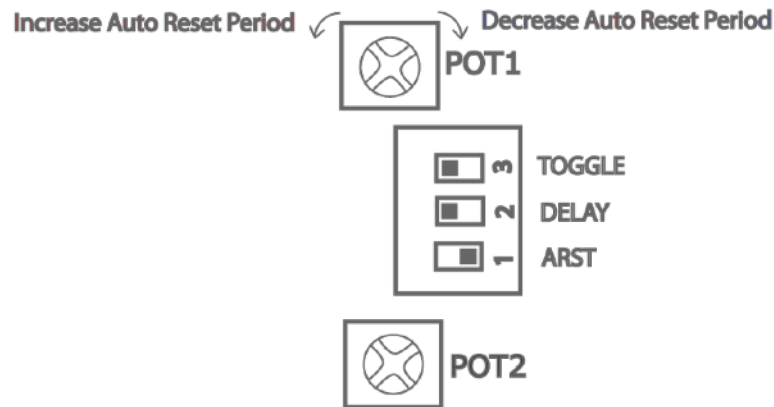 Increase Auto Reset Period
Decrease Auto Reset Period
POT1
3 TOGGLE
2 DELAY
1 ARST
POT2